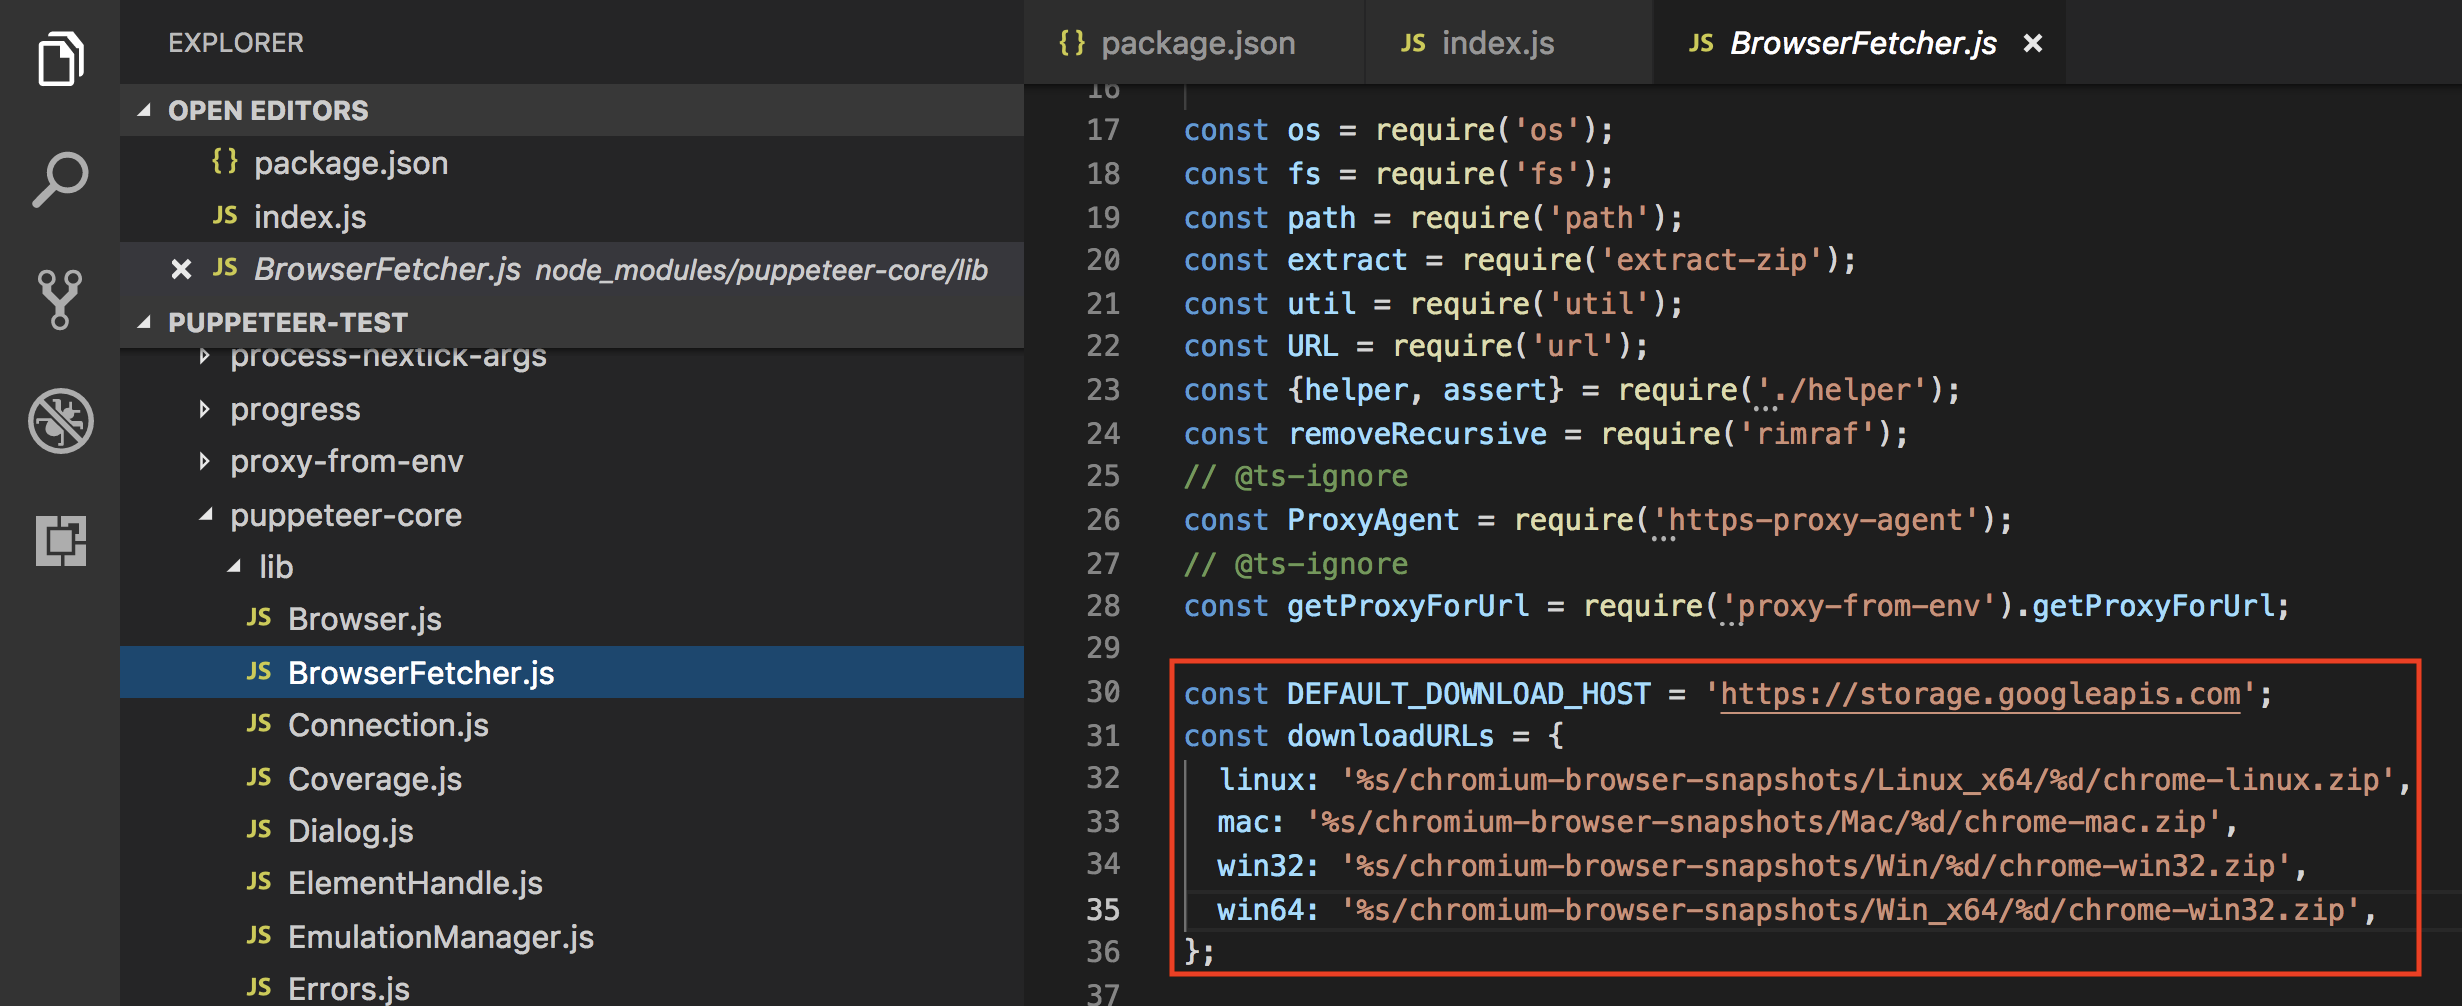 EXPLORER
OPEN EDITORS
{} package.json
JS index.js
× JS BrowserFetcher.js node_modules/puppeteer-core/lib
PUPPETEER-TEST
process-nextick-args
progress
proxy-from-env
puppeteer-core
lib
JS Browser.js
JS BrowserFetcher.js
JS Connection.js
JS Coverage.js
JS Dialog.js
JS ElementHandle.js
JS EmulationManager.js
JS Errors.js
{} package.json JS index.js JS BrowserFetcher.js ×
16
17 const os = require('os');
18 const fs = require('fs');
19 const path = require('path');
20 const extract = require('extract-zip');
21 const util = require('util');
22 const URL = require('url');
23 const {helper, assert} = require('./helper');
24 const removeRecursive = require('rimraf');
25 // @ts-ignore
26 const ProxyAgent = require('https-proxy-agent');
27 // @ts-ignore
28 const getProxyForUrl = require('proxy-from-env').getProxyForUrl;
29
30 const DEFAULT_DOWNLOAD_HOST = 'https://storage.googleapis.com';
31 const downloadURLs = {
32 linux: '%s/chromium-browser-snapshots/Linux_x64/%d/chrome-linux.zip',
33 mac: '%s/chromium-browser-snapshots/Mac/%d/chrome-mac.zip',
34 win32: '%s/chromium-browser-snapshots/Win/%d/chrome-win32.zip',
35 win64: '%s/chromium-browser-snapshots/Win_x64/%d/chrome-win32.zip',
36 };
37